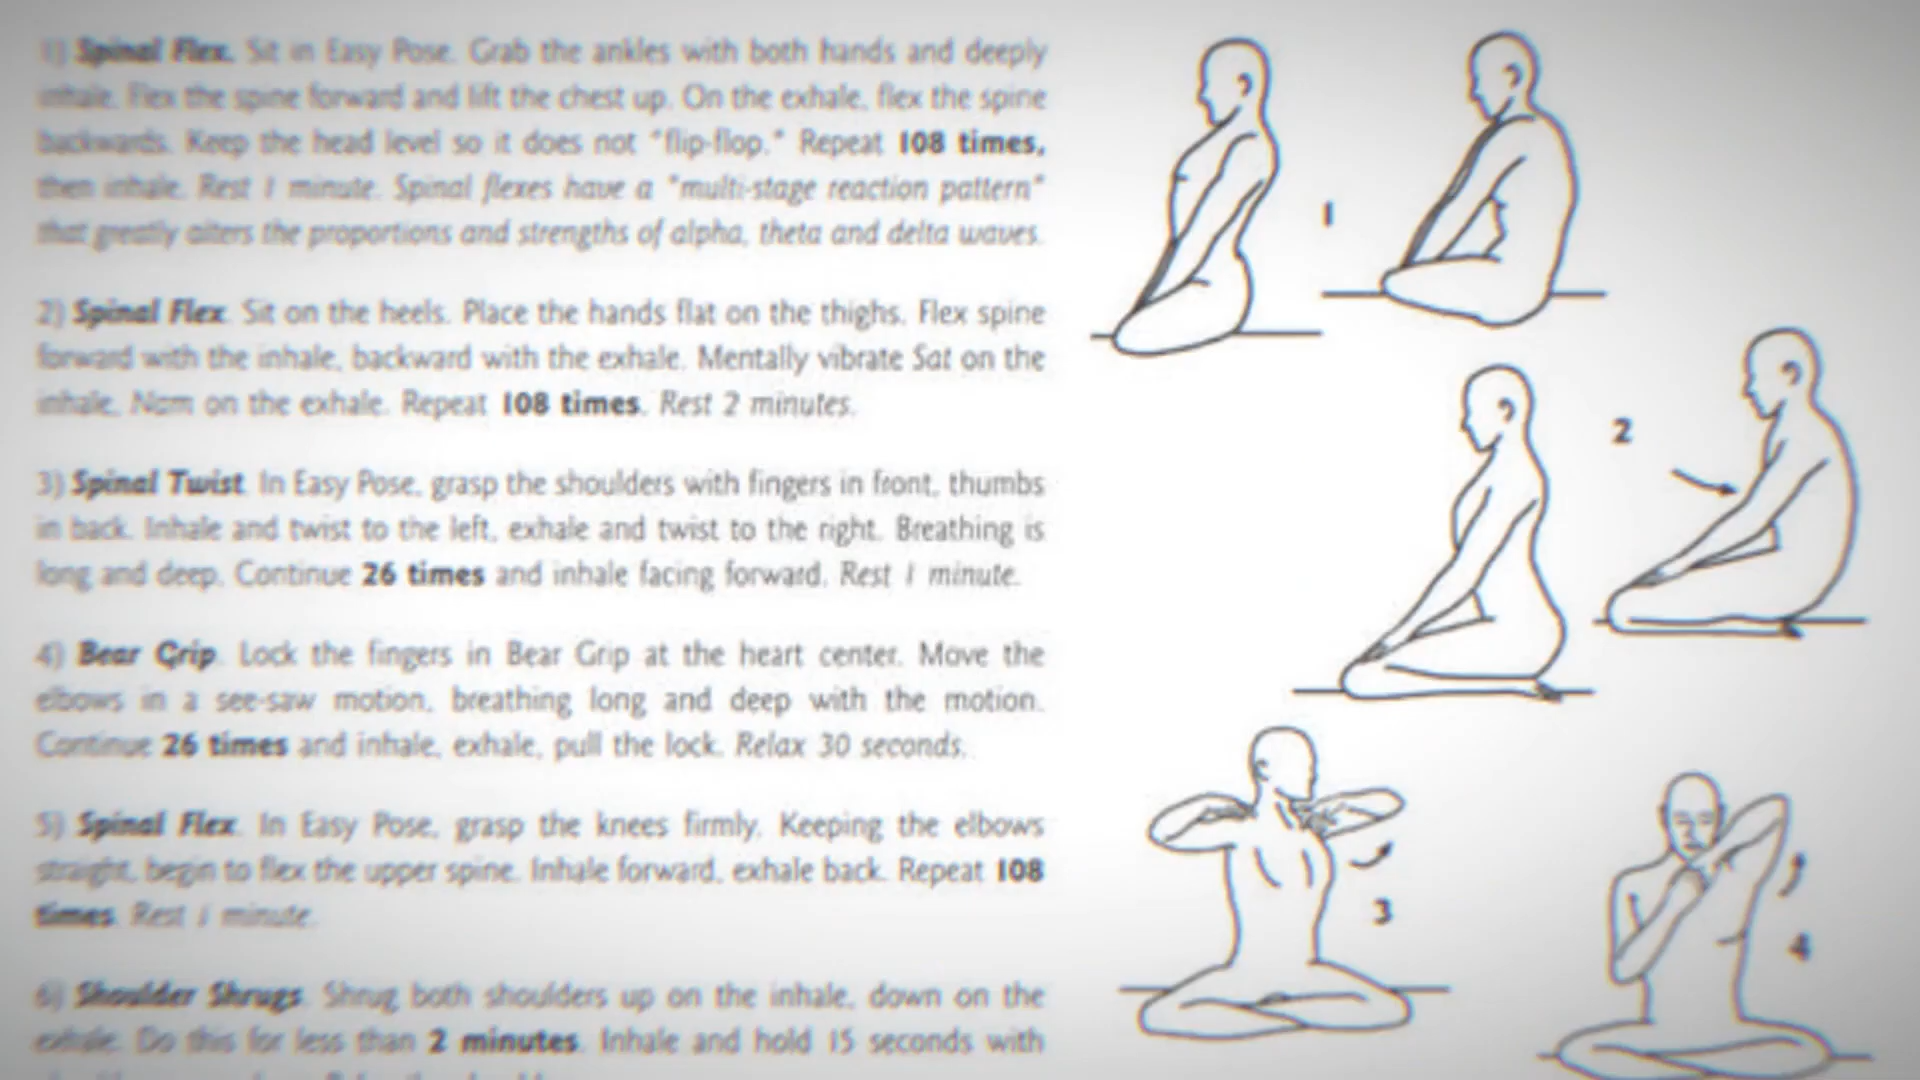 1) Spinal Flex. Sit in Easy Pose. Grab the ankles with both hands and deeply
inhale. Flex the spine forward and lift the chest up. On the exhale, flex the spine
backwards. Keep the head level so it does not "flip-flop." Repeat 108 times,
then inhale. Rest 1 minute. Spinal flexes have a "multi-stage reaction pattern"
that greatly alters the proportions and strengths of alpha, theta and delta waves.
2) Spinal Flex. Sit on the heels. Place the hands flat on the thighs. Flex spine
forward with the inhale, backward with the exhale. Mentally vibrate Sat on the
inhale, Nam on the exhale. Repeat 108 times. Rest 2 minutes.
3) Spinal Twist. In Easy Pose, grasp the shoulders with fingers in front, thumbs
in back. Inhale and twist to the left, exhale and twist to the right. Breathing is
long and deep. Continue 26 times and inhale facing forward. Rest 1 minute.
4) Bear Grip. Lock the fingers in Bear Grip at the heart center. Move the
elbows in a see-saw motion, breathing long and deep with the motion.
Continue 26 times and inhale, exhale, pull the lock. Relax 30 seconds.
5) Spinal Flex. In Easy Pose, grasp the knees firmly. Keeping the elbows
straight, begin to flex the upper spine. Inhale forward, exhale back. Repeat 108
times. Rest 1 minute.
6) Shoulder Shrugs. Shrug both shoulders up on the inhale, down on the
exhale. Do this for less than 2 minutes. Inhale and hold 15 seconds with
1
2
3
4